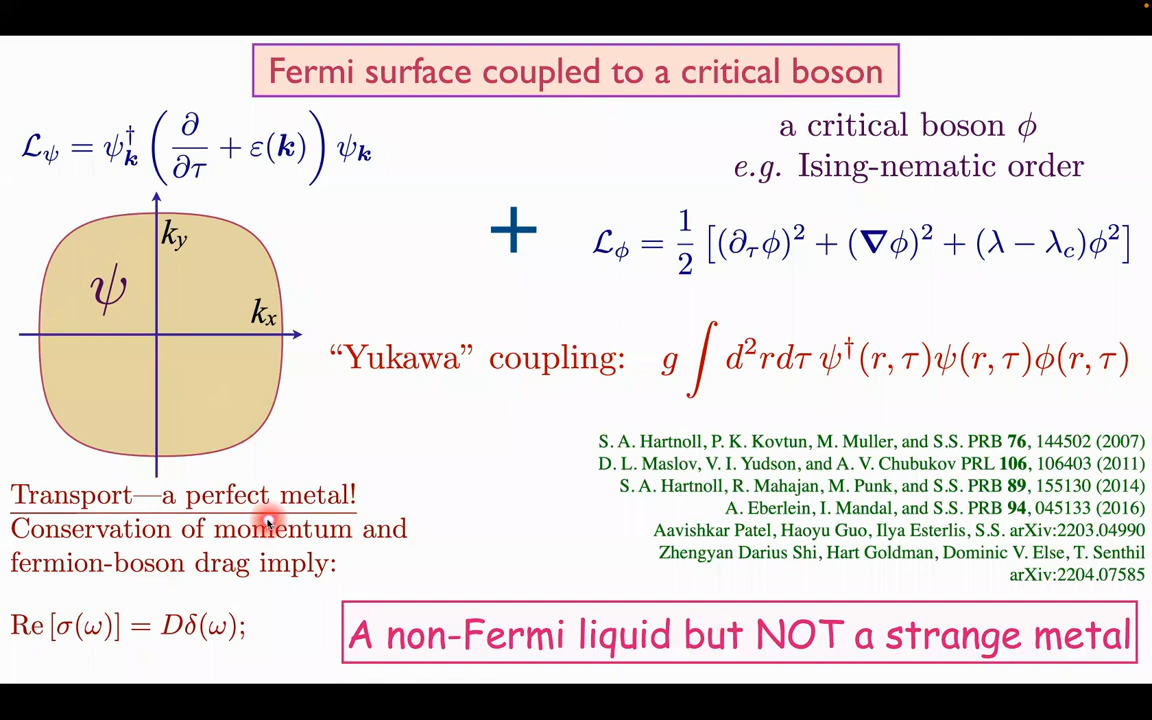 Fermi surface coupled to a critical boson
ℒ_ψ = ψ†_𝒌 ( ∂/∂τ + ε(𝒌) ) ψ_𝒌
a critical boson ϕ
e.g. Ising-nematic order
k_y
ψ
k_x
+
ℒ_ϕ = 1/2 [(∂_τϕ)² + (∇ϕ)² + (λ − λ_c)ϕ²]
“Yukawa” coupling: g ∫ d²rdτ ψ†(r, τ)ψ(r, τ)ϕ(r, τ)
S. A. Hartnoll, P. K. Kovtun, M. Muller, and S.S. PRB 76, 144502 (2007)
D. L. Maslov, V. I. Yudson, and A. V. Chubukov PRL 106, 106403 (2011)
S. A. Hartnoll, R. Mahajan, M. Punk, and S.S. PRB 89, 155130 (2014)
A. Eberlein, I. Mandal, and S.S. PRB 94, 045133 (2016)
Aavishkar Patel, Haoyu Guo, Ilya Esterlis, S.S. arXiv:2203.04990
Zhengyan Darius Shi, Hart Goldman, Dominic V. Else, T. Senthil
arXiv:2204.07585
Transport—a perfect metal!
Conservation of momentum and
fermion-boson drag imply:
Re [σ(ω)] = Dδ(ω);
A non-Fermi liquid but NOT a strange metal